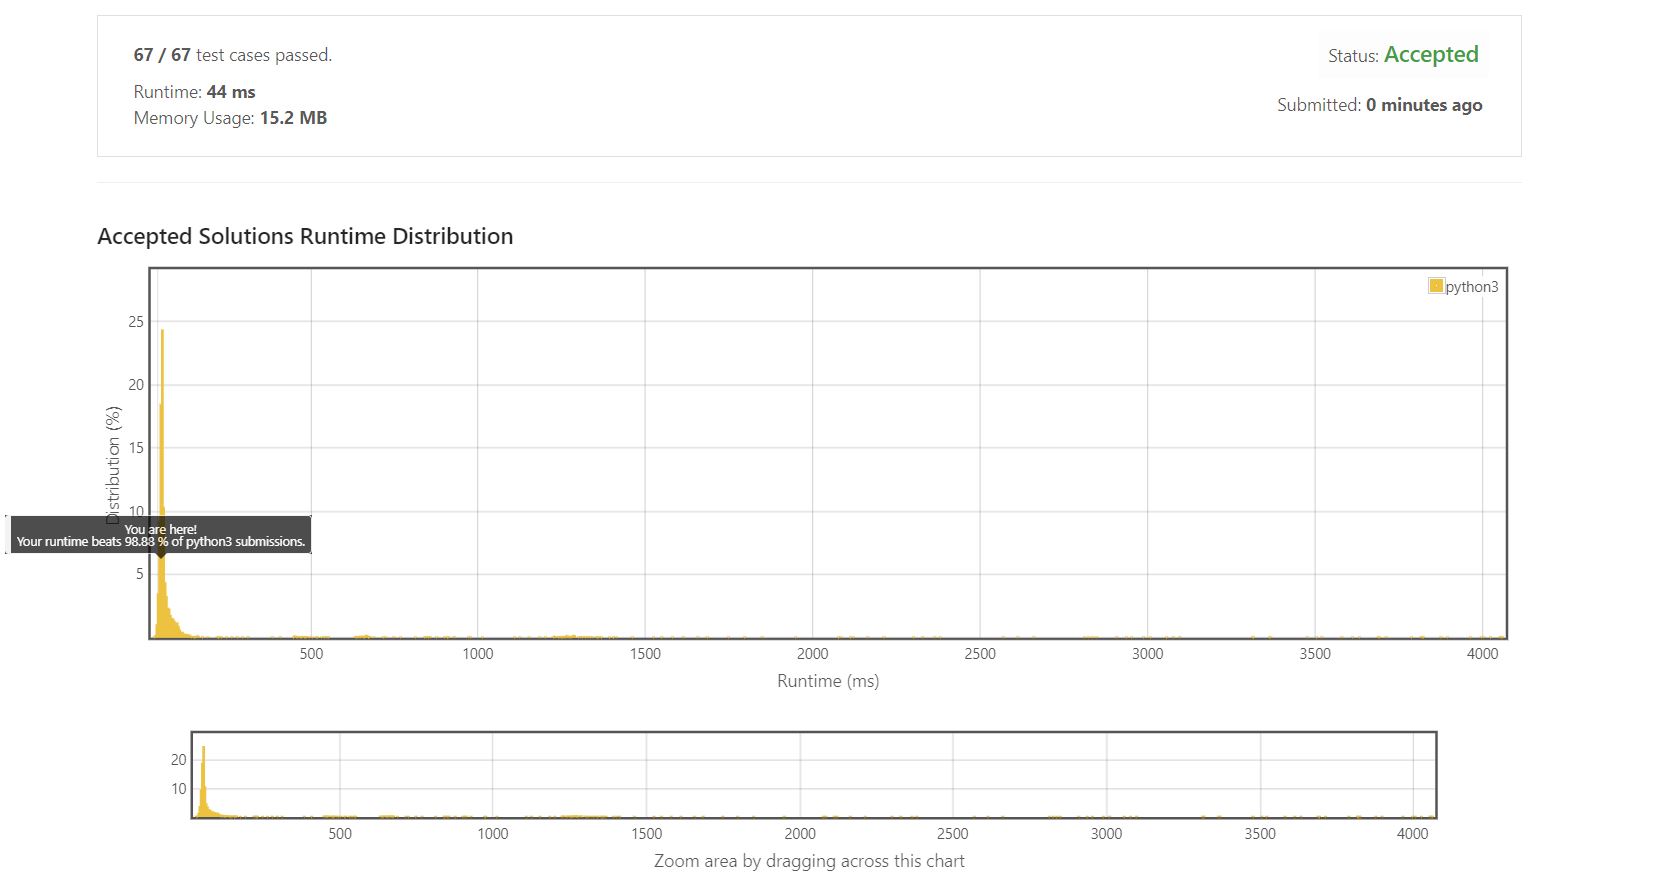 67 / 67 test cases passed.
Status: Accepted
Runtime: 44 ms
Submitted: 0 minutes ago
Memory Usage: 15.2 MB
Accepted Solutions Runtime Distribution
python3
25
20
15
10
5
Distribution (%)
You are here!
Your runtime beats 98.88 % of python3 submissions.
500 1000 1500 2000 2500 3000 3500 4000
Runtime (ms)
20
10
500 1000 1500 2000 2500 3000 3500 4000
Zoom area by dragging across this chart